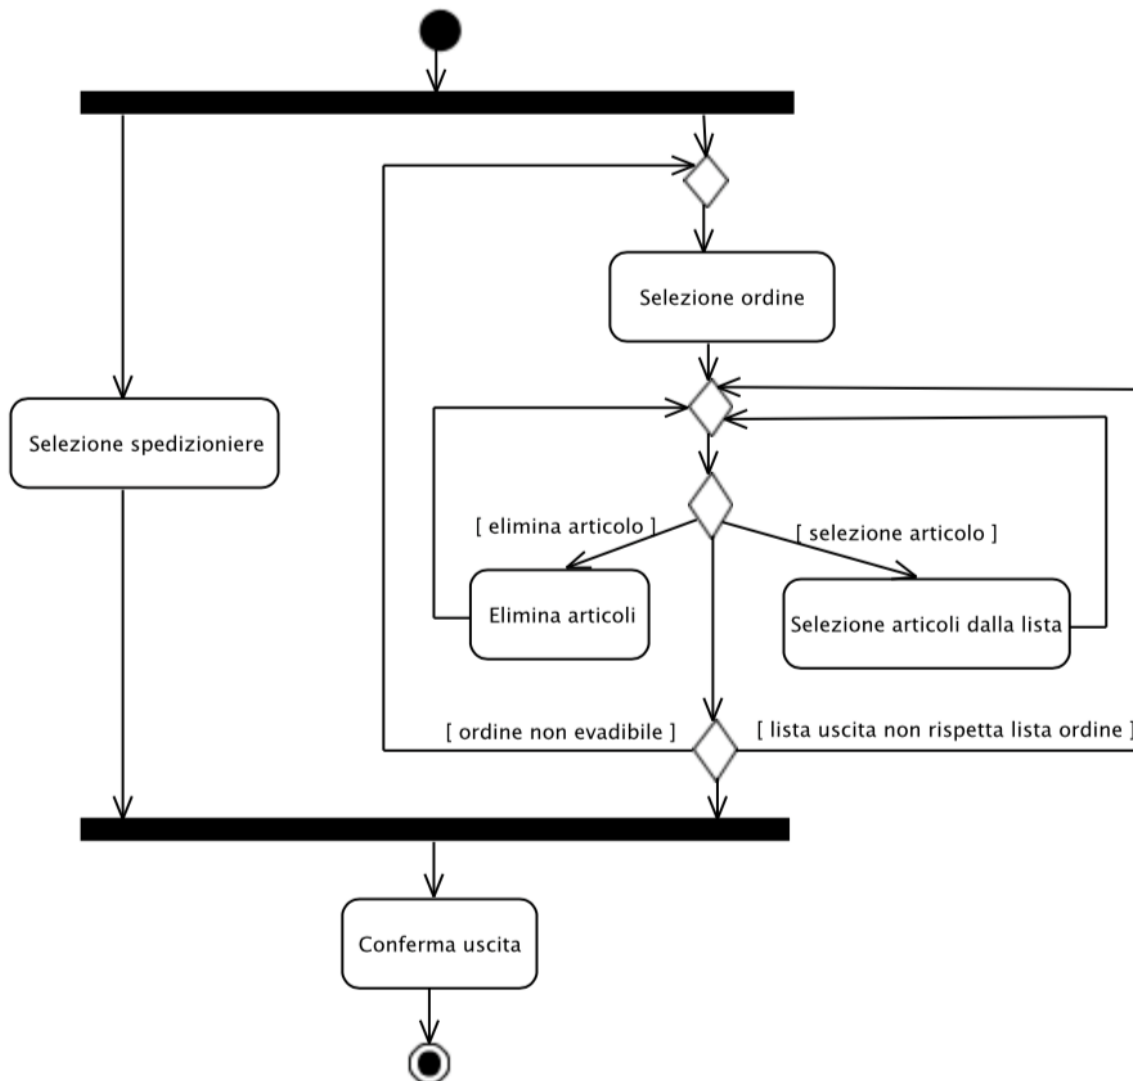 Selezione ordine
Selezione spedizioniere
[ elimina articolo ]
[ selezione articolo ]
Elimina articoli
Selezione articoli dalla lista
[ ordine non evadibile ]
[ lista uscita non rispetta lista ordine ]
Conferma uscita